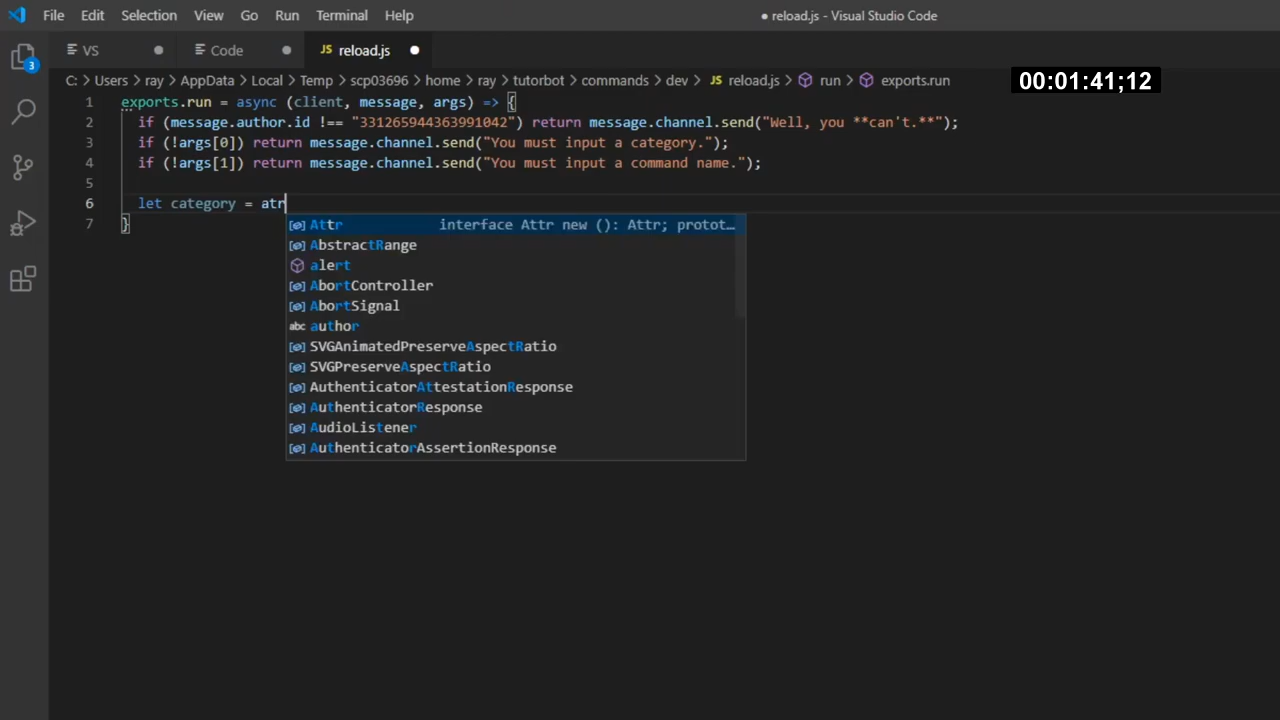 File Edit Selection View Go Run Terminal Help ● reload.js - Visual Studio Code
VS ● Code ● JS reload.js ●
C: > Users > ray > AppData > Local > Temp > scp03696 > home > ray > tutorbot > commands > dev > JS reload.js > run > exports.run
00:01:41;12
3
1 exports.run = async (client, message, args) => {
2 if (message.author.id !== "331265944363991042") return message.channel.send("Well, you **can't.**");
3 if (!args[0]) return message.channel.send("You must input a category.");
4 if (!args[1]) return message.channel.send("You must input a command name.");
5
6 let category = atr
7 }
Attr interface Attr new (): Attr; protot…
AbstractRange
alert
AbortController
AbortSignal
abc author
SVGAnimatedPreserveAspectRatio
SVGPreserveAspectRatio
AuthenticatorAttestationResponse
AuthenticatorResponse
AudioListener
AuthenticatorAssertionResponse